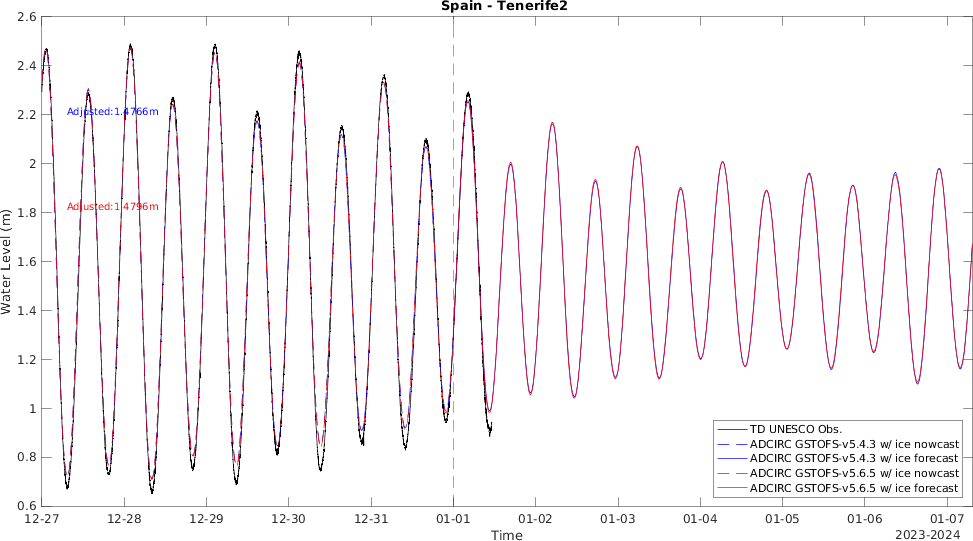 Spain - Tenerife2
2.6
2.4
2.2
2
1.8
1.6
1.4
1.2
1
0.8
0.6
Water Level (m)
Adjusted:1.4766m
Adjusted:1.4796m
TD UNESCO Obs.
ADCIRC GSTOFS-v5.4.3 w/ ice nowcast
ADCIRC GSTOFS-v5.4.3 w/ ice forecast
ADCIRC GSTOFS-v5.6.5 w/ ice nowcast
ADCIRC GSTOFS-v5.6.5 w/ ice forecast
12-27 12-28 12-29 12-30 12-31 01-01 01-02 01-03 01-04 01-05 01-06 01-07
Time
2023-2024